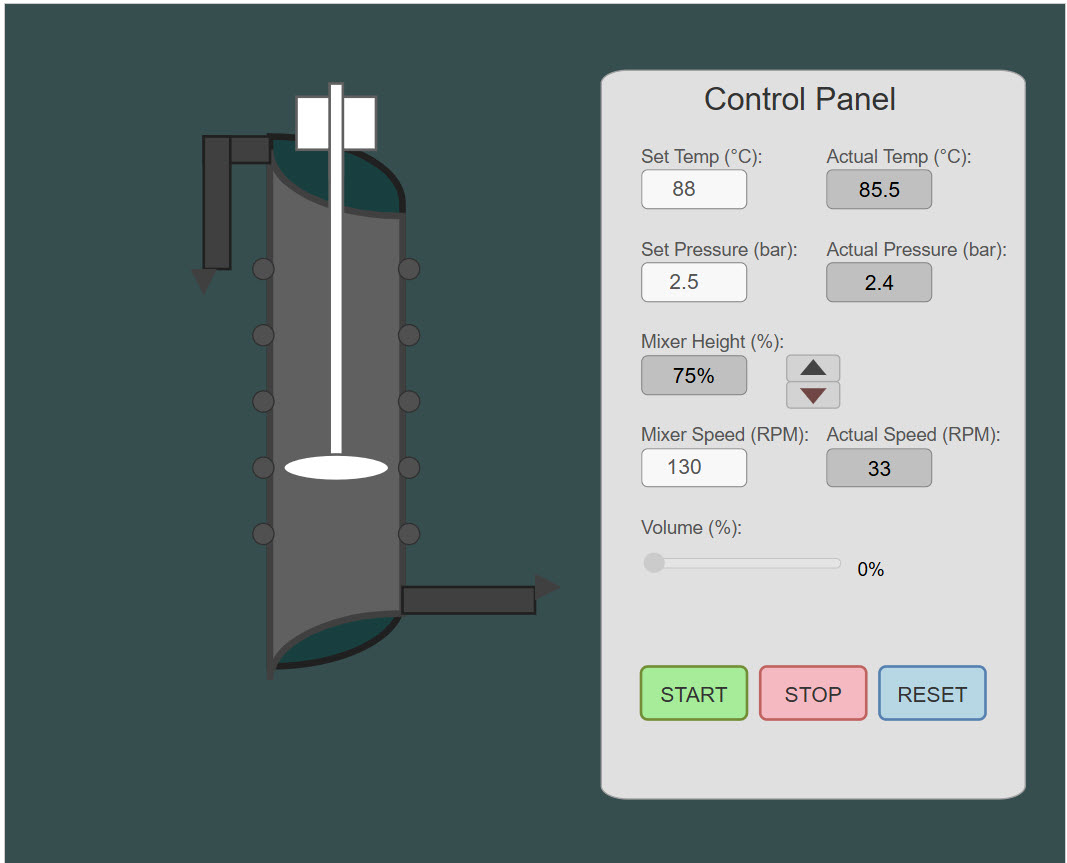 Control Panel
Set Temp (°C): Actual Temp (°C):
88 85.5
Set Pressure (bar): Actual Pressure (bar):
2.5 2.4
Mixer Height (%):
75%
Mixer Speed (RPM): Actual Speed (RPM):
130 33
Volume (%):
0%
START STOP RESET